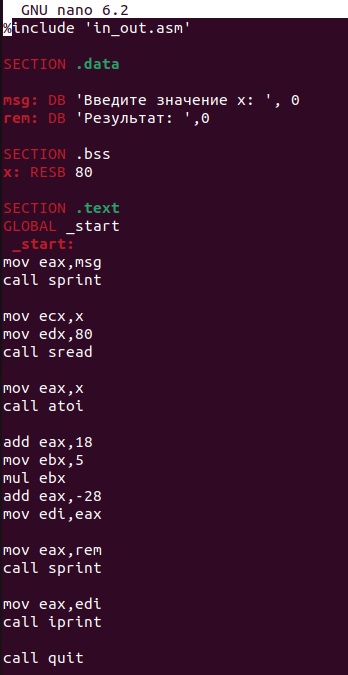 GNU nano 6.2
%include 'in_out.asm'
SECTION .data
msg: DB 'Введите значение x: ', 0
rem: DB 'Результат: ',0
SECTION .bss
x: RESB 80
SECTION .text
GLOBAL _start
_start:
mov eax,msg
call sprint
mov ecx,x
mov edx,80
call sread
mov eax,x
call atoi
add eax,18
mov ebx,5
mul ebx
add eax,-28
mov edi,eax
mov eax,rem
call sprint
mov eax,edi
call iprint
call quit